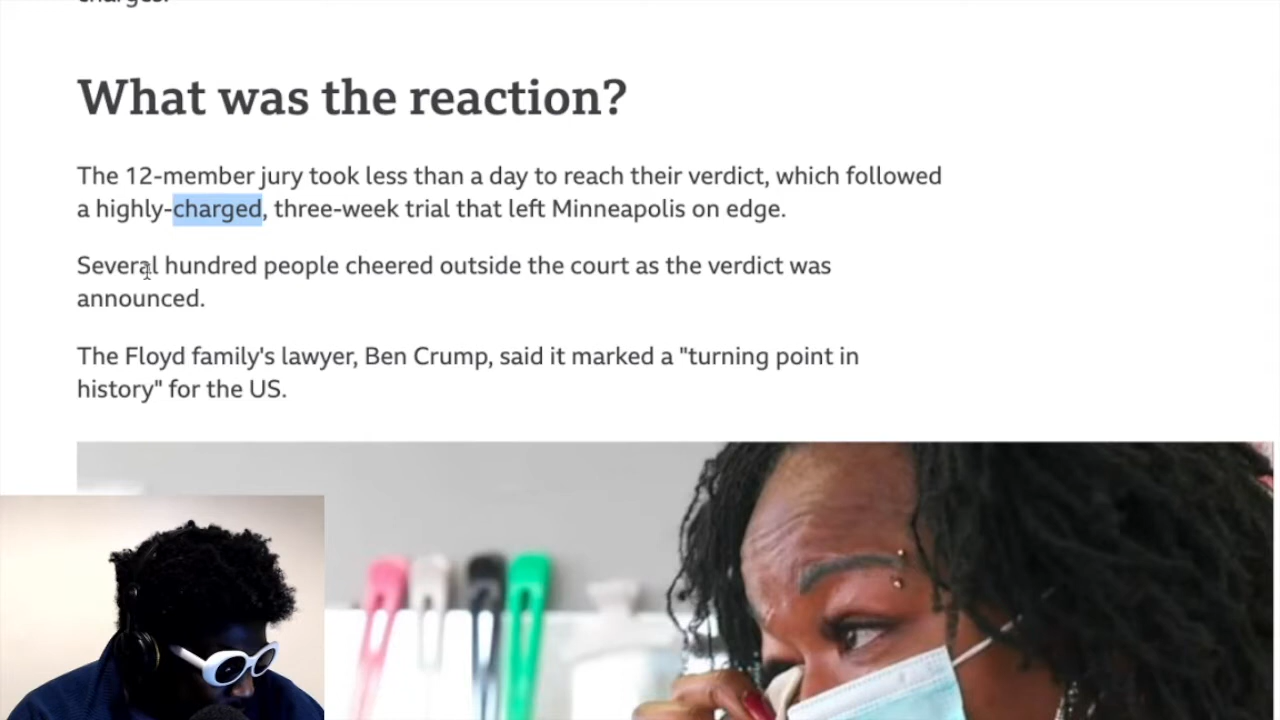 charges.
What was the reaction?
The 12-member jury took less than a day to reach their verdict, which followed
a highly-charged, three-week trial that left Minneapolis on edge.
Several hundred people cheered outside the court as the verdict was
announced.
The Floyd family's lawyer, Ben Crump, said it marked a "turning point in
history" for the US.